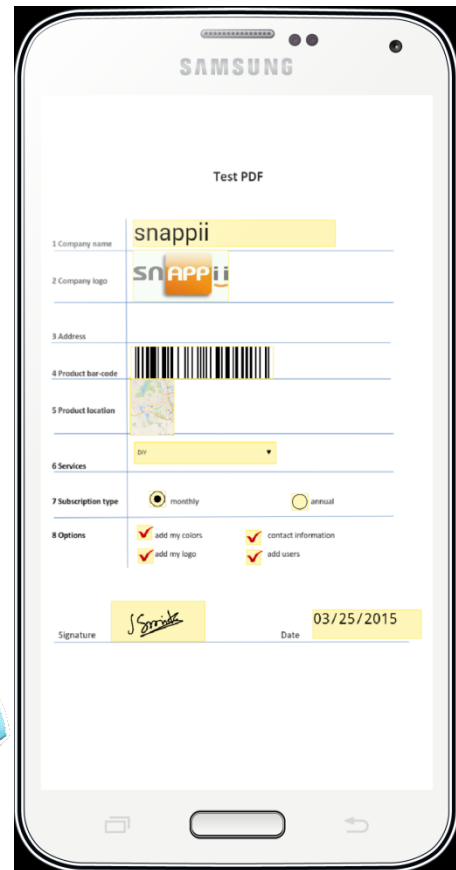 SAMSUNG
Test PDF
1 Company name snappii
2 Company logo snAPPii
3 Address
4 Product bar-code
5 Product location
6 Services DIY
7 Subscription type monthly annual
8 Options add my colors contact information
add my logo add users
Signature Date 03/25/2015